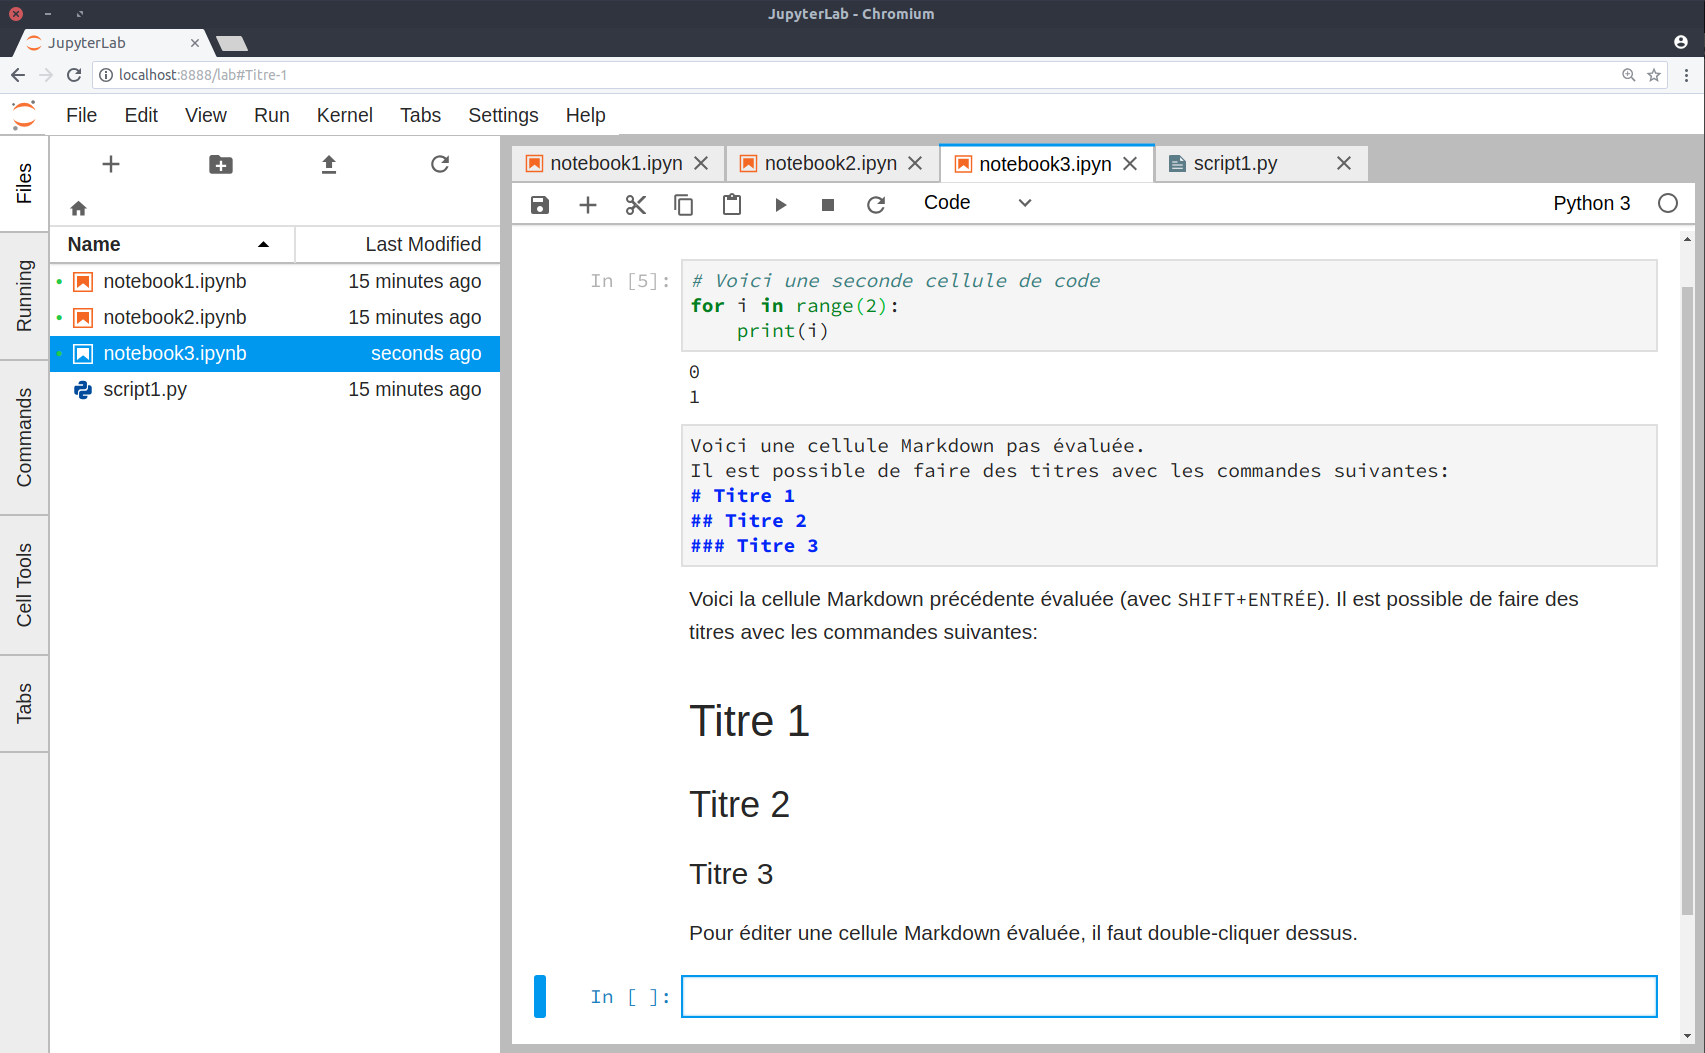 JupyterLab - Chromium
JupyterLab
localhost:8888/lab#Titre-1
File Edit View Run Kernel Tabs Settings Help
Files
Running
Commands
Cell Tools
Tabs
Name Last Modified
notebook1.ipynb 15 minutes ago
notebook2.ipynb 15 minutes ago
notebook3.ipynb seconds ago
script1.py 15 minutes ago
notebook1.ipyn notebook2.ipyn notebook3.ipyn script1.py
Code Python 3
In [5]: # Voici une seconde cellule de code
for i in range(2):
    print(i)
0
1
Voici une cellule Markdown pas évaluée.
Il est possible de faire des titres avec les commandes suivantes:
# Titre 1
## Titre 2
### Titre 3
Voici la cellule Markdown précédente évaluée (avec SHIFT+ENTRÉE). Il est possible de faire des
titres avec les commandes suivantes:
Titre 1
Titre 2
Titre 3
Pour éditer une cellule Markdown évaluée, il faut double-cliquer dessus.
In [ ]: